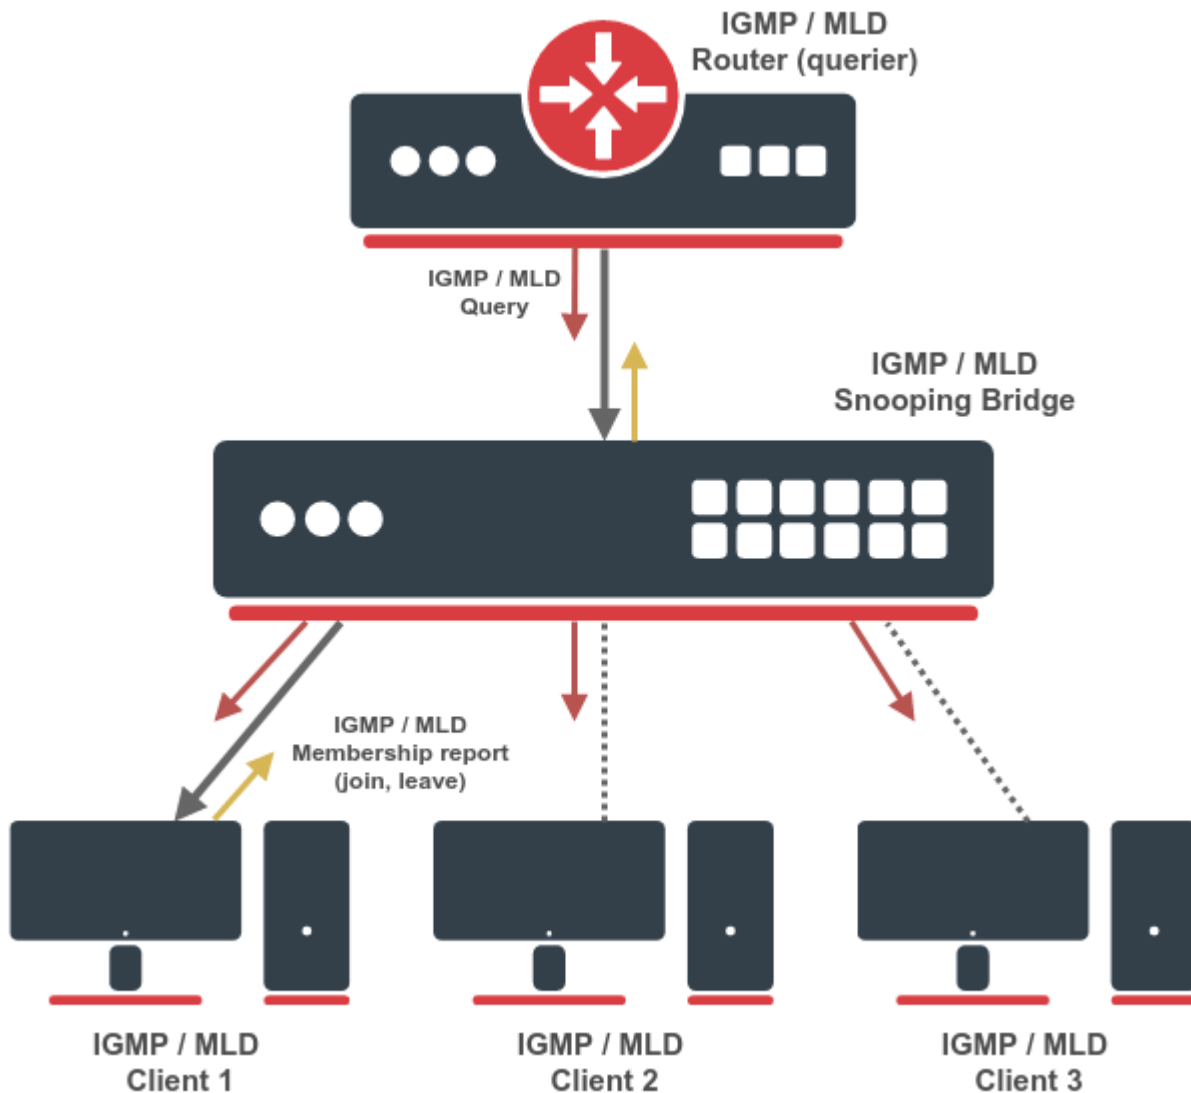 IGMP / MLD
Router (querier)
IGMP / MLD
Query
IGMP / MLD
Snooping Bridge
IGMP / MLD
Membership report
(join, leave)
IGMP / MLD
Client 1
IGMP / MLD
Client 2
IGMP / MLD
Client 3